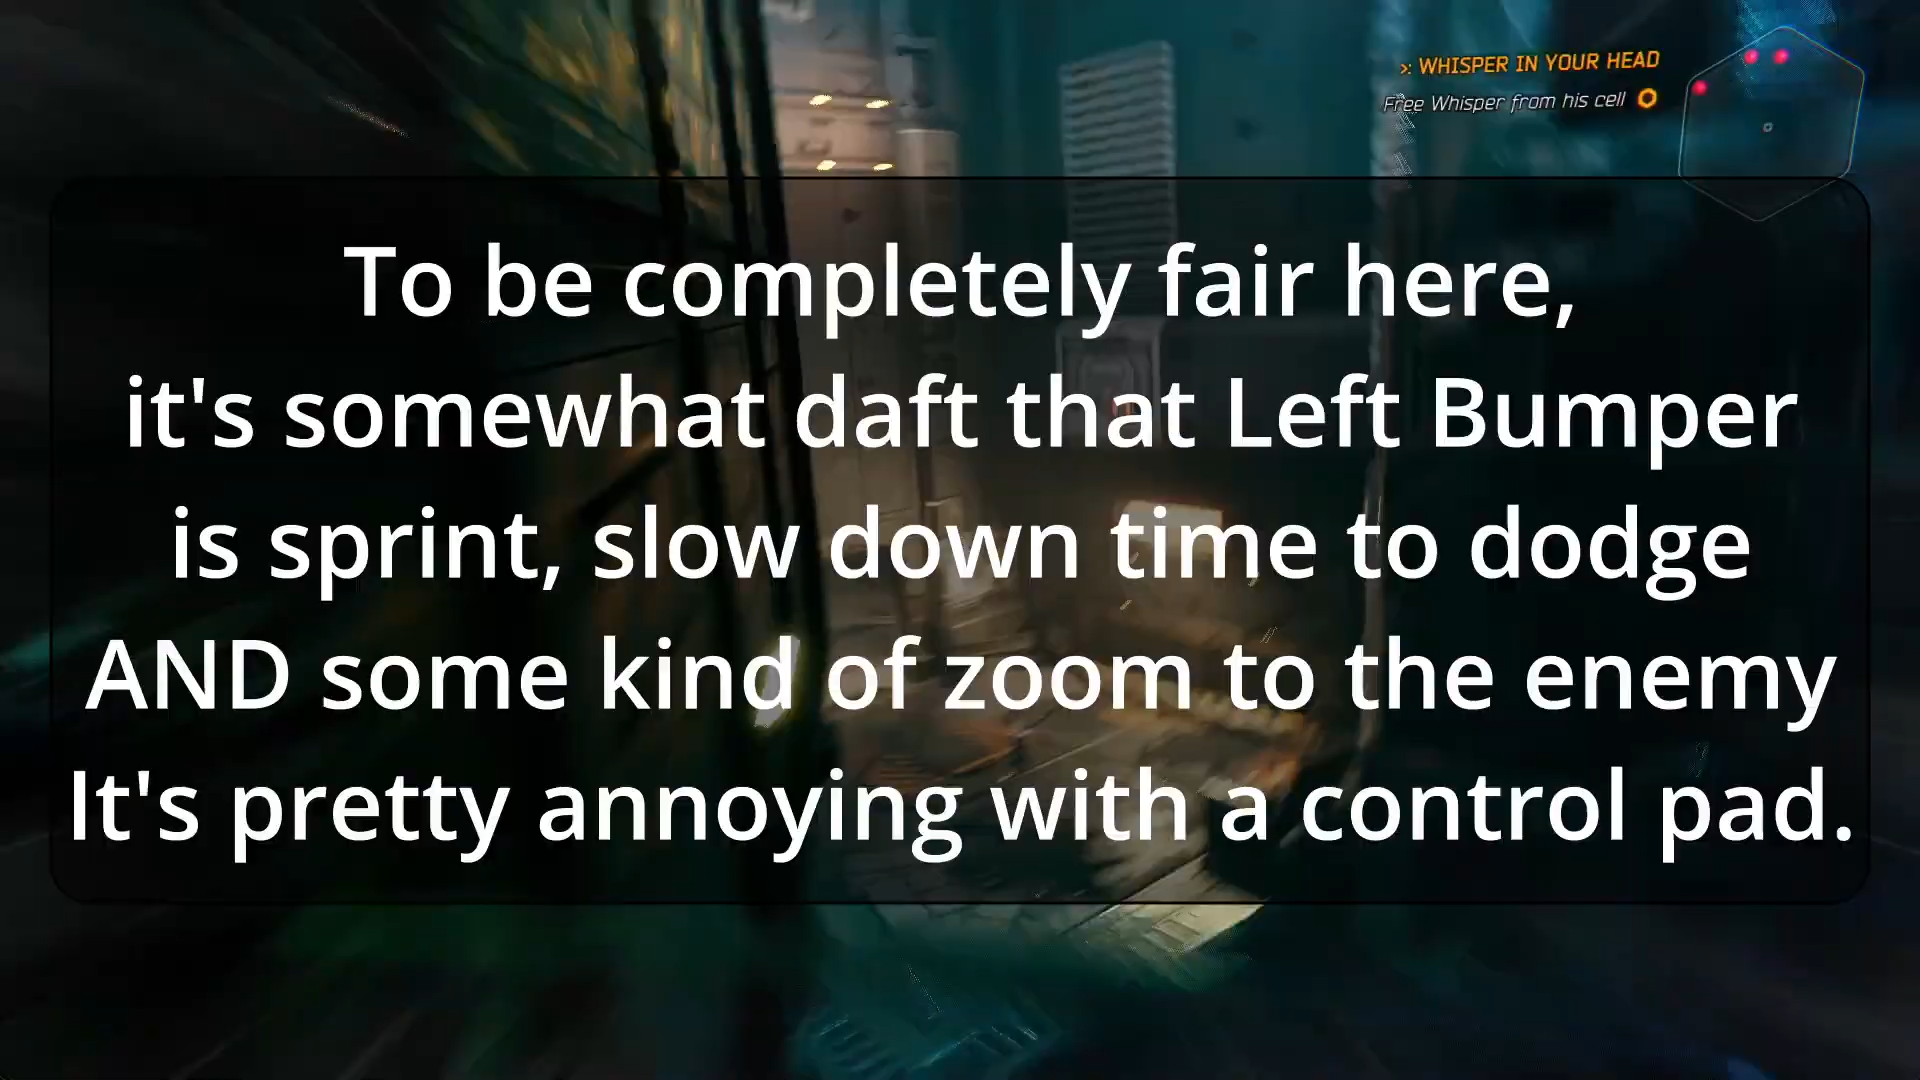 >: WHISPER IN YOUR HEAD
Free Whisper from his cell
To be completely fair here,
it's somewhat daft that Left Bumper
is sprint, slow down time to dodge
AND some kind of zoom to the enemy
It's pretty annoying with a control pad.